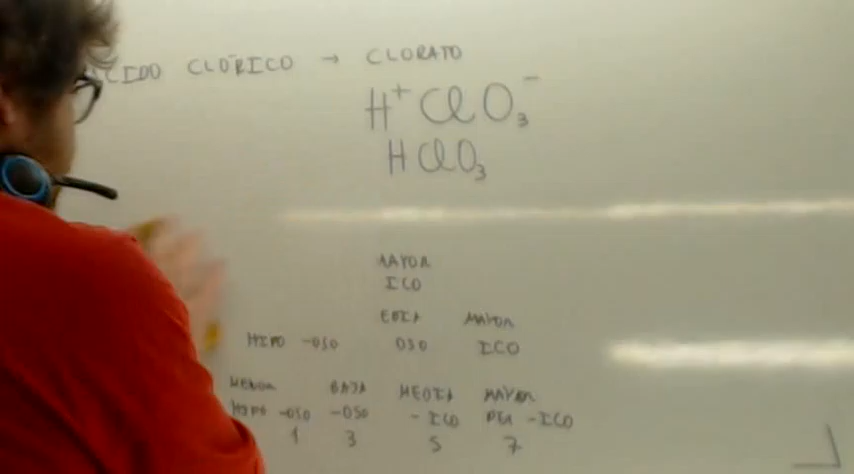 ÁCIDO CLÓRICO → CLORATO
H⁺ClO₃⁻
HClO₃
MAYOR
ICO
MAYOR
HIPO -OSO OSO ICO
MENOR BAJA MEDIA MAYOR
HIPO -OSO -OSO -ICO PER -ICO
1 3 5 7